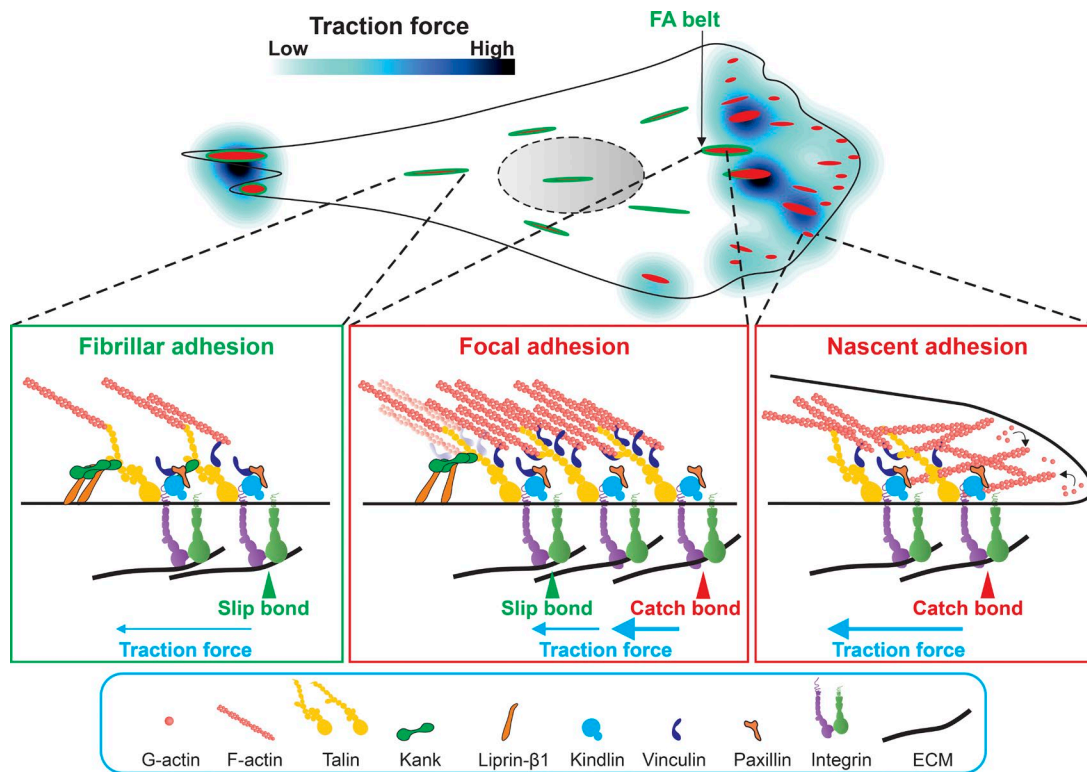 Traction force
Low High
FA belt
Fibrillar adhesion
Slip bond
Traction force
Focal adhesion
Slip bond Catch bond
Traction force
Nascent adhesion
Catch bond
Traction force
G-actin F-actin Talin Kank Liprin-β1 Kindlin Vinculin Paxillin Integrin ECM